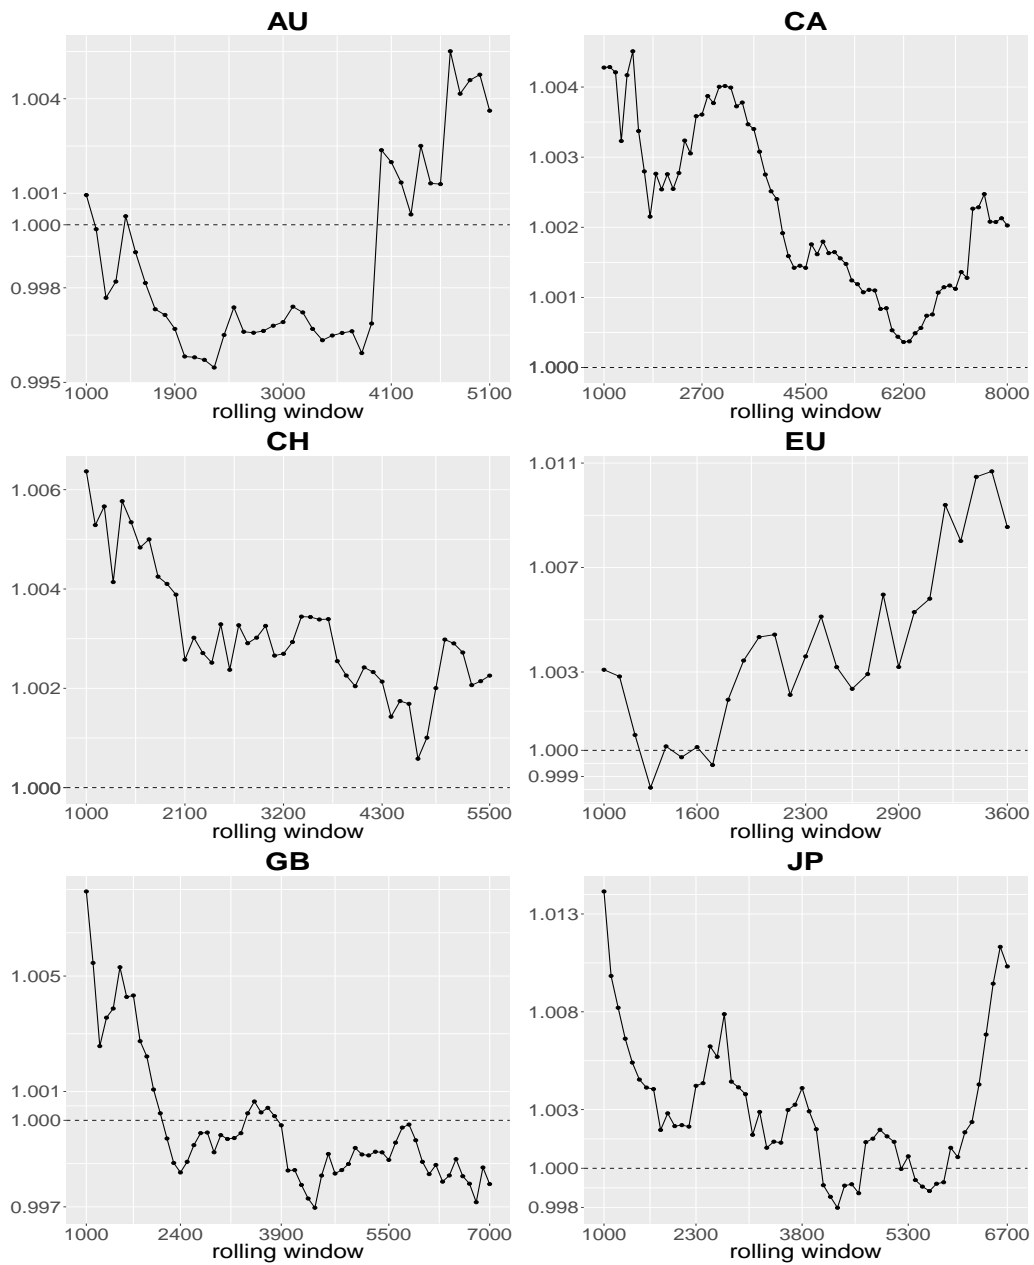 AU
1.004
1.001
1.000
0.998
0.995
1000 1900 3000 4100 5100
rolling window
CA
1.004
1.003
1.002
1.001
1.000
1000 2700 4500 6200 8000
rolling window
CH
1.006
1.004
1.002
1.000
1000 2100 3200 4300 5500
rolling window
EU
1.011
1.007
1.003
1.000
0.999
1000 1600 2300 2900 3600
rolling window
GB
1.005
1.001
1.000
0.997
1000 2400 3900 5500 7000
rolling window
JP
1.013
1.008
1.003
1.000
0.998
1000 2300 3800 5300 6700
rolling window